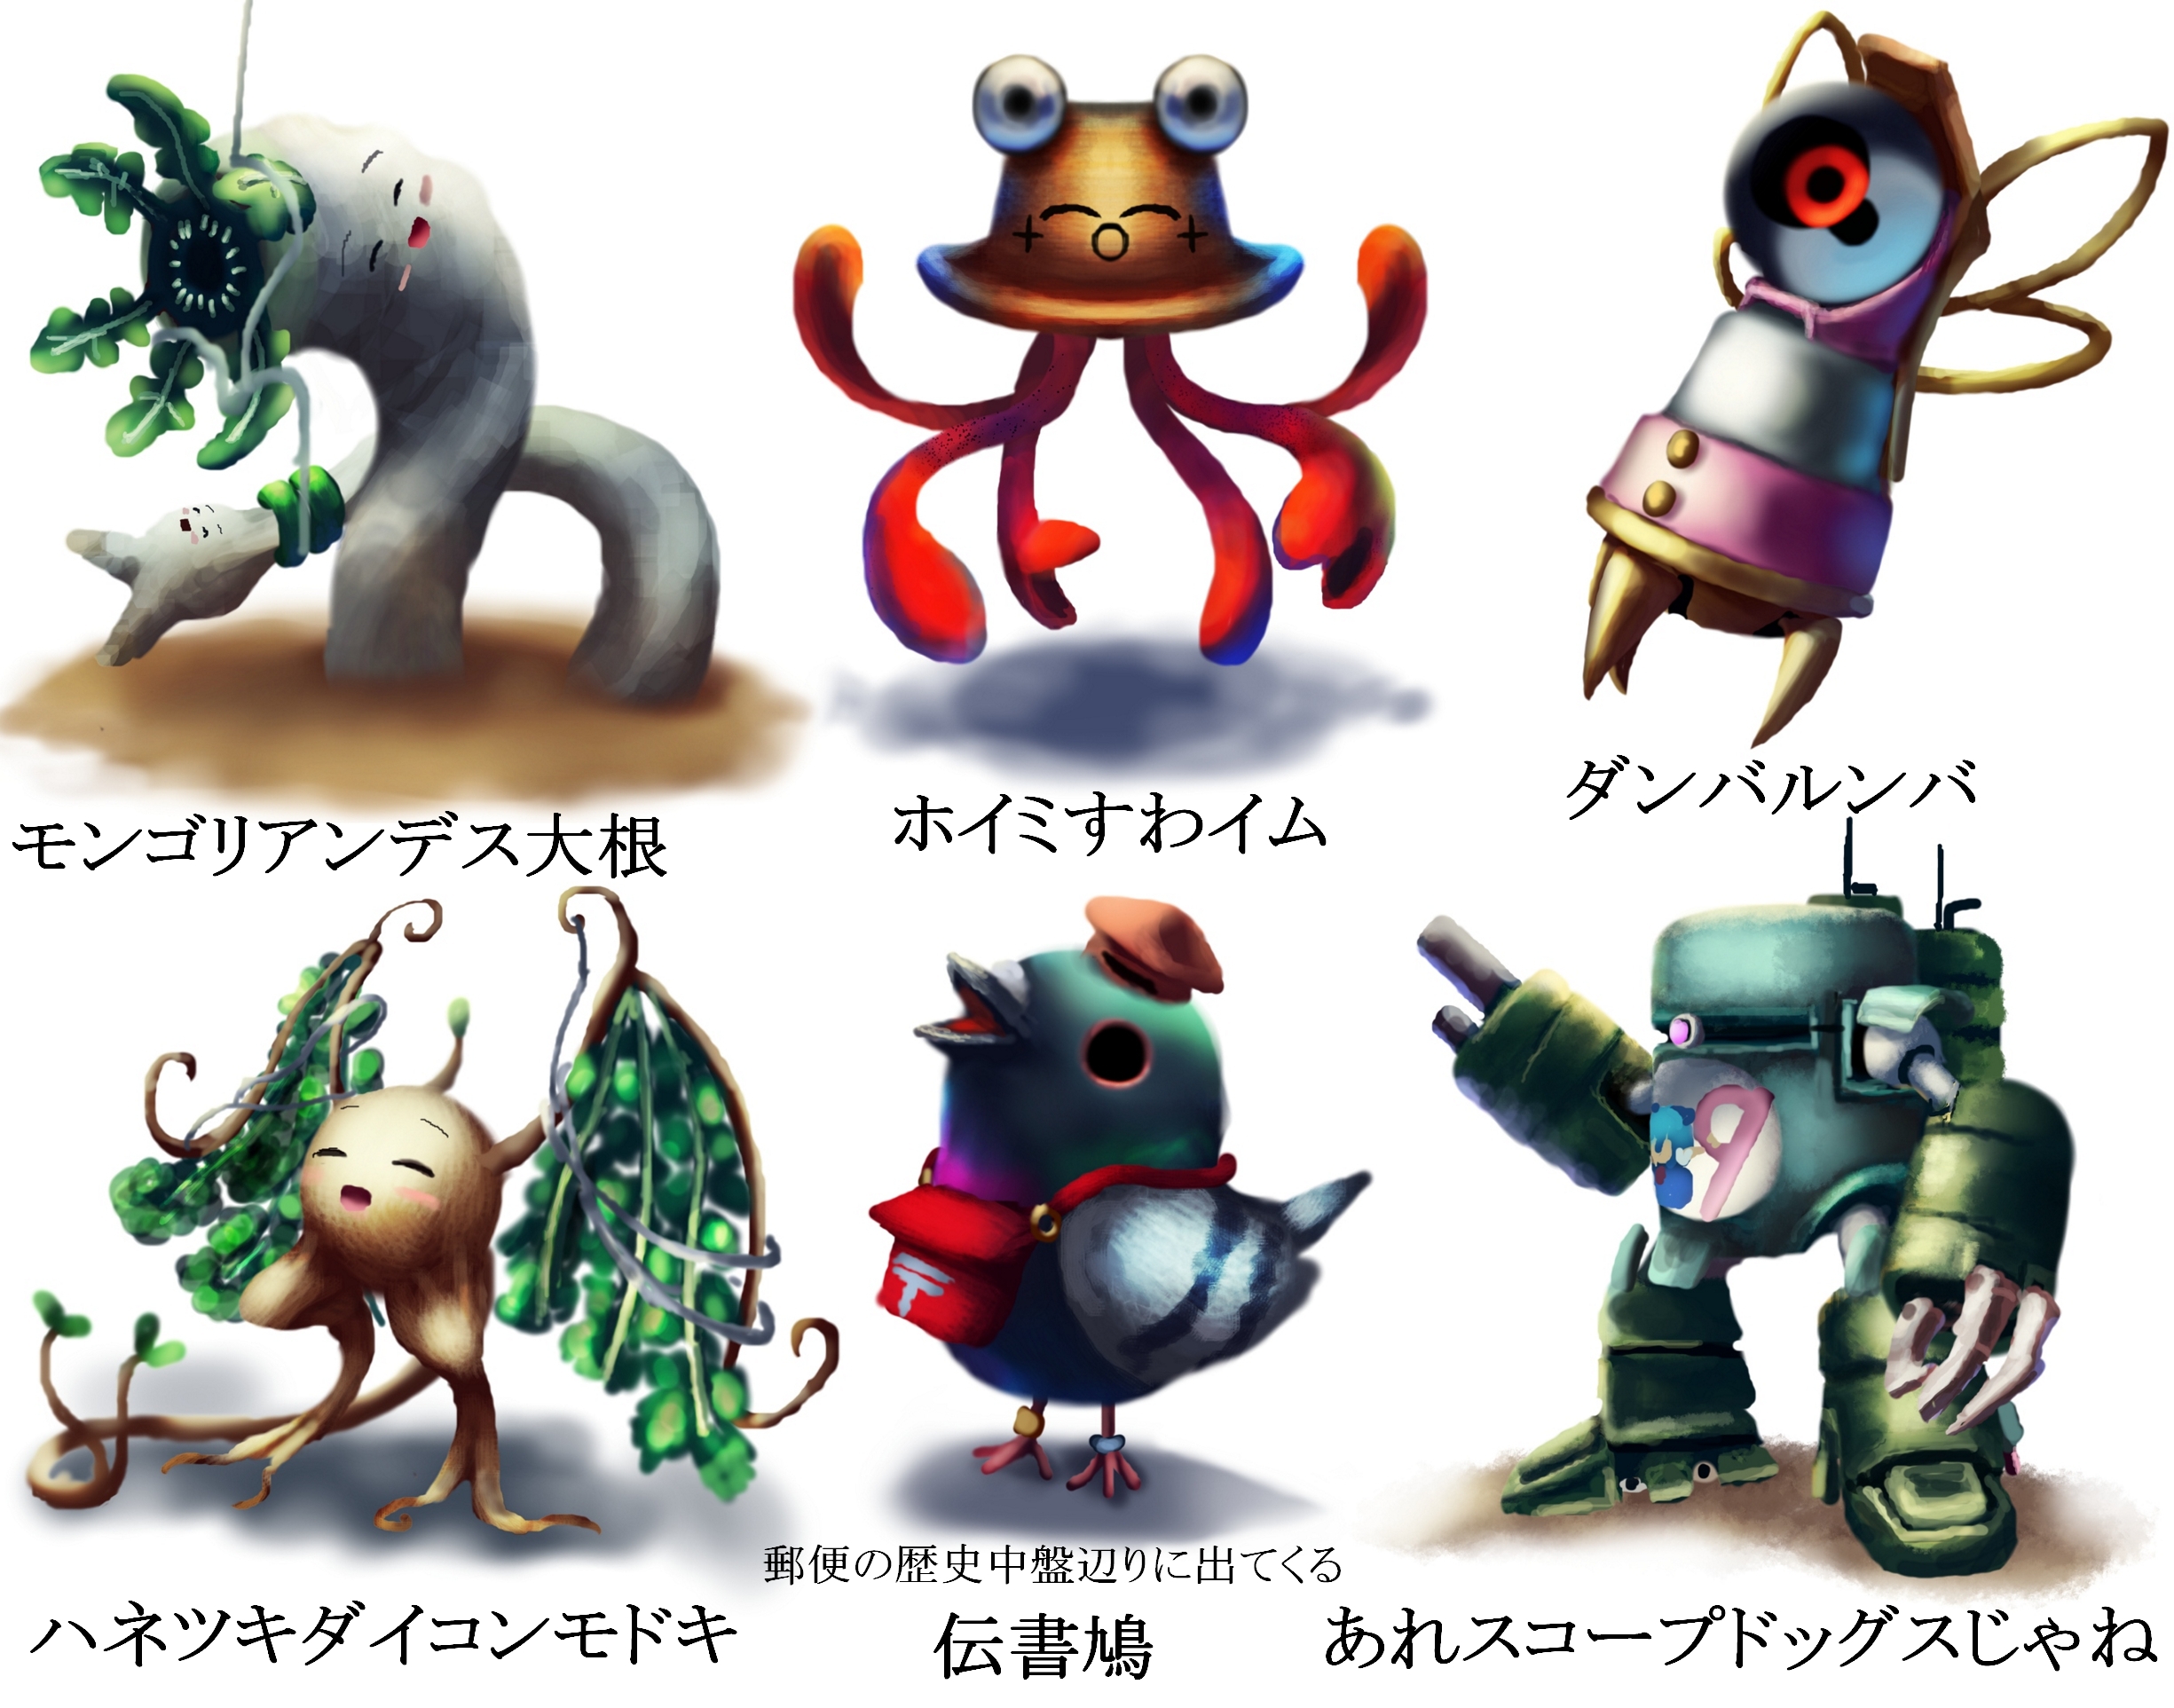 モンゴリアンデス大根
ホイミすわイム
ダンバルンバ
ハネツキダイコンモドキ
郵便の歴史中盤辺りに出てくる
伝書鳩
あれスコープドッグスじゃね
〒
9